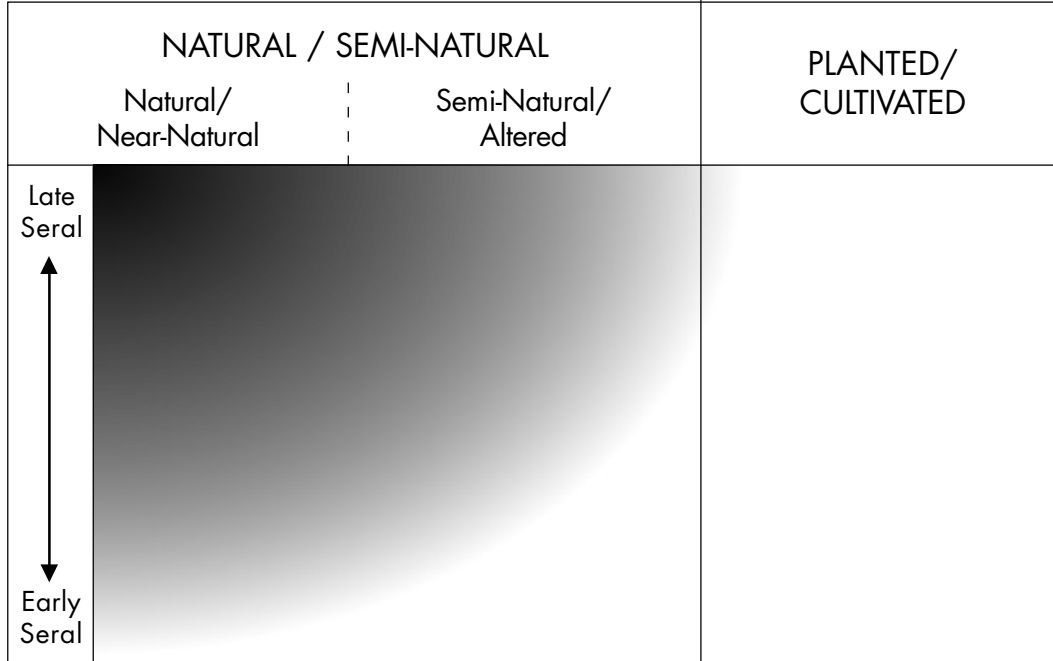 NATURAL / SEMI-NATURAL
Natural/
Near-Natural
Semi-Natural/
Altered
PLANTED/
CULTIVATED
Late
Seral
Early
Seral